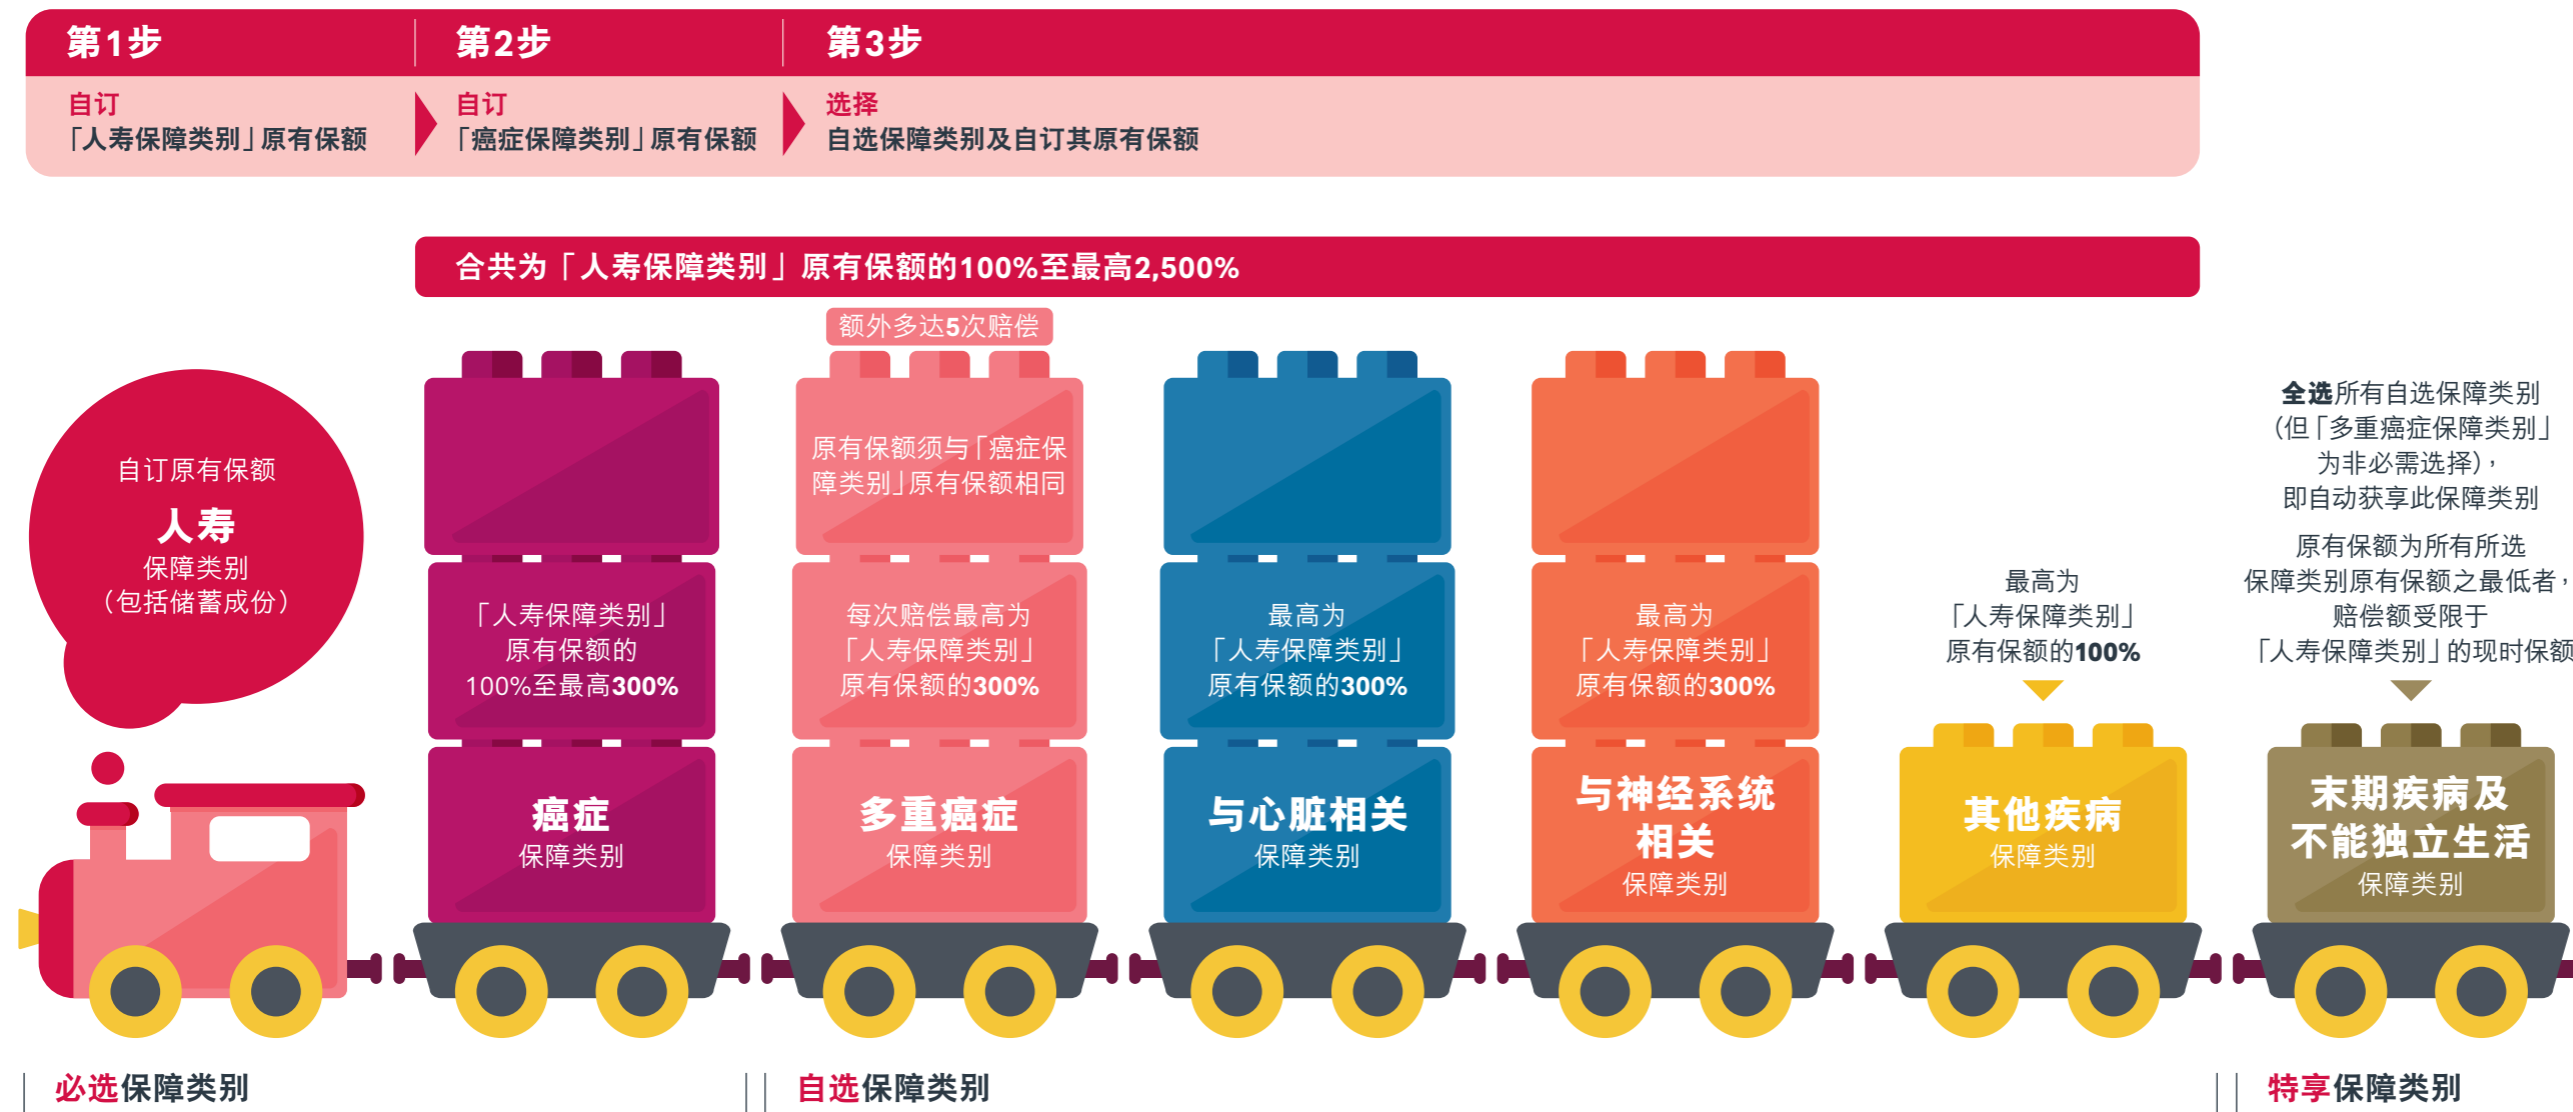 第1步
第2步
第3步
自订
「人寿保障类别」原有保额
自订
「癌症保障类别」原有保额
选择
自选保障类别及自订其原有保额
合共为「人寿保障类别」原有保额的100%至最高2,500%
自订原有保额
人寿
保障类别
（包括储蓄成份）
「人寿保障类别」
原有保额的
100%至最高300%
癌症
保障类别
额外多达5次赔偿
原有保额须与「癌症保
障类别」原有保额相同
每次赔偿最高为
「人寿保障类别」
原有保额的300%
多重癌症
保障类别
最高为
「人寿保障类别」
原有保额的300%
与心脏相关
保障类别
最高为
「人寿保障类别」
原有保额的300%
与神经系统
相关
保障类别
最高为
「人寿保障类别」
原有保额的100%
其他疾病
保障类别
全选所有自选保障类别
（但「多重癌症保障类别」
为非必需选择），
即自动获享此保障类别
原有保额为所有所选
保障类别原有保额之最低者，
赔偿额受限于
「人寿保障类别」的现时保额
末期疾病及
不能独立生活
保障类别
必选保障类别
自选保障类别
特享保障类别